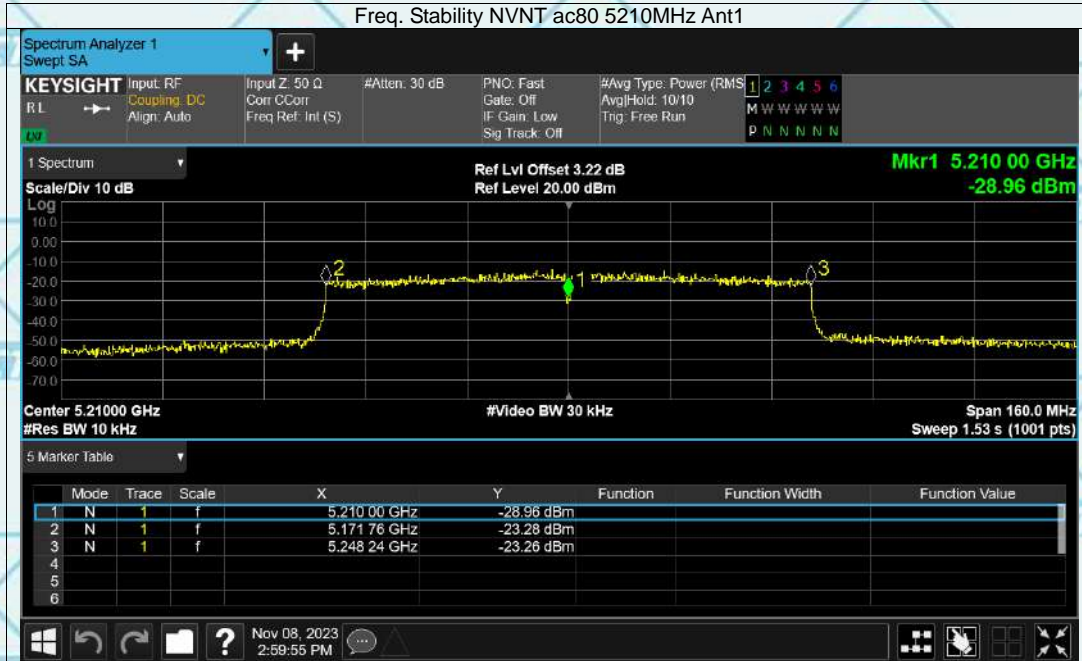 Freq. Stability NVNT ac80 5210MHz Ant1
Spectrum Analyzer 1
Swept SA
+
KEYSIGHT Input: RF Input Z: 50 Ω #Atten: 30 dB PNO: Fast #Avg Type: Power (RMS 1 2 3 4 5 6
R L Coupling: DC Corr CCorr Gate: Off Avg|Hold: 10/10 M W W W W W
Align: Auto Freq Ref: Int (S) IF Gain: Low Trig: Free Run
LXI Sig Track: Off P N N N N N
1 Spectrum Ref Lvl Offset 3.22 dB Mkr1 5.210 00 GHz
Scale/Div 10 dB Ref Level 20.00 dBm -28.96 dBm
Log
10.0
0.00
-10.0
2 3
-20.0
1
-30.0
-40.0
-50.0
-60.0
-70.0
Center 5.21000 GHz #Video BW 30 kHz Span 160.0 MHz
#Res BW 10 kHz Sweep 1.53 s (1001 pts)
5 Marker Table
Mode Trace Scale X Y Function Function Width Function Value
1 N 1 f 5.210 00 GHz -28.96 dBm
2 N 1 f 5.171 76 GHz -23.28 dBm
3 N 1 f 5.248 24 GHz -23.26 dBm
4
5
6
? Nov 08, 2023
2:59:55 PM